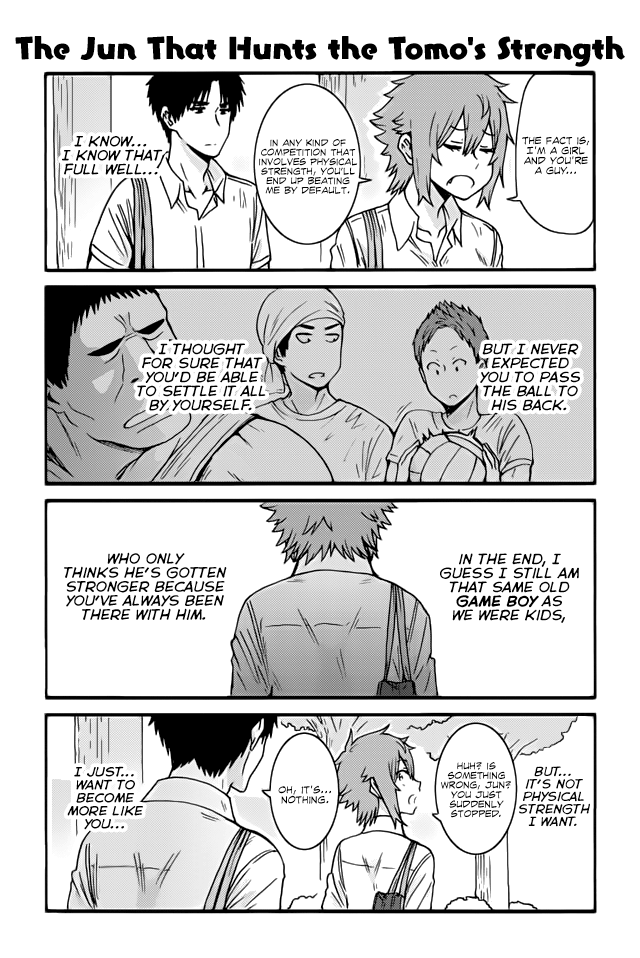 The Jun That Hunts the Tomo's Strength
THE FACT IS,
I'M A GIRL
AND YOU'RE
A GUY...
IN ANY KIND OF
COMPETITION THAT
INVOLVES PHYSICAL
STRENGTH, YOU'LL
END UP BEATING
ME BY DEFAULT.
I KNOW...
I KNOW THAT
FULL WELL...
BUT I NEVER
EXPECTED
YOU TO PASS
THE BALL TO
HIS BACK.
I THOUGHT
FOR SURE THAT
YOU'D BE ABLE
TO SETTLE IT ALL
BY YOURSELF.
IN THE END, I
GUESS I STILL AM
THAT SAME OLD
GAME BOY AS
WE WERE KIDS,
WHO ONLY
THINKS HE'S GOTTEN
STRONGER BECAUSE
YOU'VE ALWAYS BEEN
THERE WITH HIM.
BUT...
IT'S NOT
PHYSICAL
STRENGTH
I WANT.
HUH? IS
SOMETHING
WRONG, JUN?
YOU JUST
SUDDENLY
STOPPED.
OH, IT'S...
NOTHING.
I JUST...
WANT TO
BECOME
MORE LIKE
YOU...